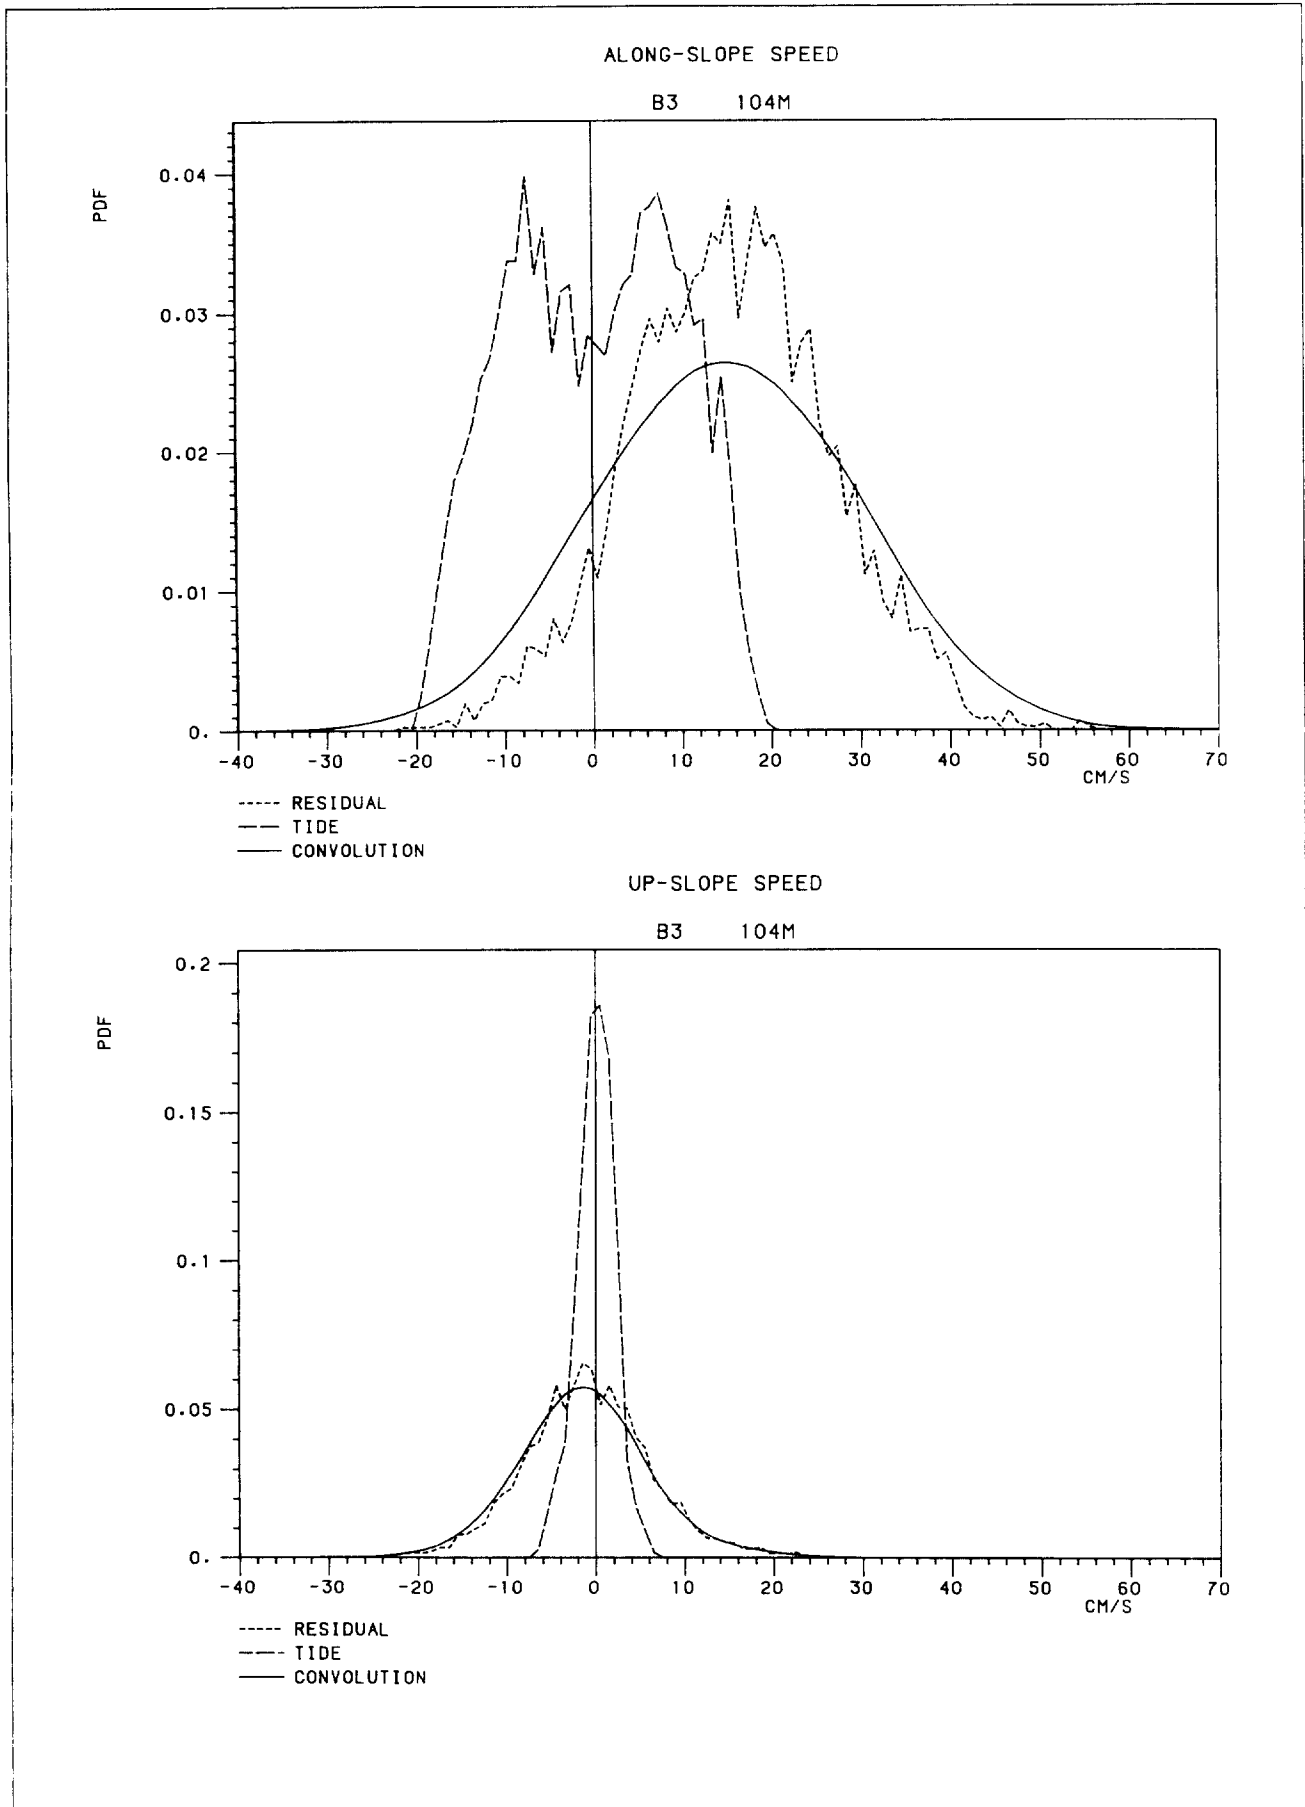 ALONG-SLOPE SPEED
B3 104M
PDF
0.04
0.03
0.02
0.01
0.
-40 -30 -20 -10 0 10 20 30 40 50 60 70
CM/S
RESIDUAL
TIDE
CONVOLUTION
UP-SLOPE SPEED
B3 104M
PDF
0.2
0.15
0.1
0.05
0.
-40 -30 -20 -10 0 10 20 30 40 50 60 70
CM/S
RESIDUAL
TIDE
CONVOLUTION